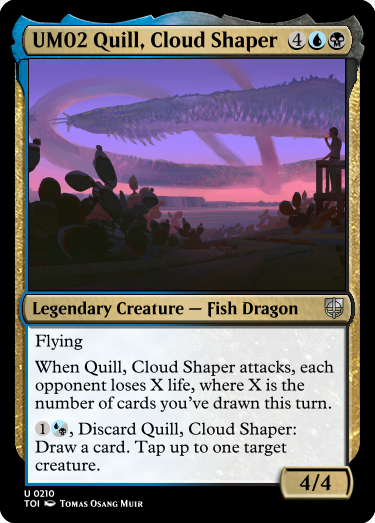 UM02 Quill, Cloud Shaper 4
Legendary Creature — Fish Dragon
Flying
When Quill, Cloud Shaper attacks, each
opponent loses X life, where X is the
number of cards you've drawn this turn.
1, Discard Quill, Cloud Shaper:
Draw a card. Tap up to one target
creature.
4/4
U 0210
TOI Tomas Osang Muir